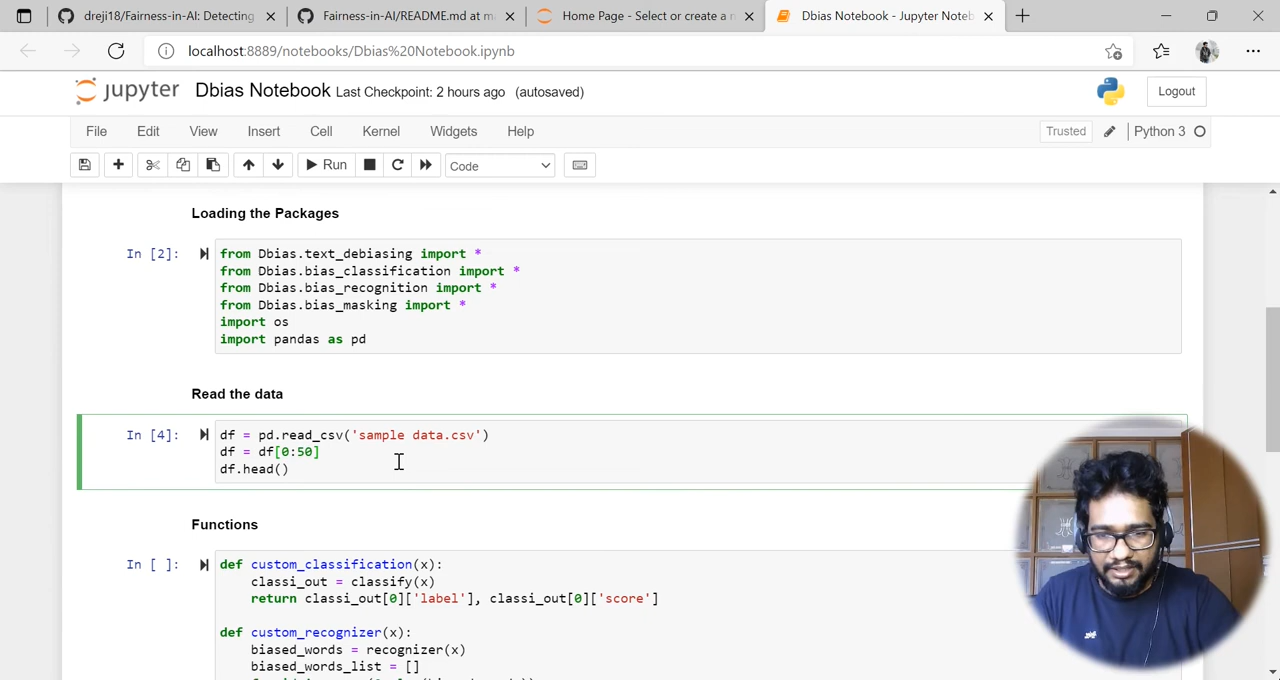 dreji18/Fairness-in-AI: Detecting
Fairness-in-AI/README.md at m
Home Page - Select or create a n
Dbias Notebook - Jupyter Noteb
localhost:8889/notebooks/Dbias%20Notebook.ipynb
jupyter Dbias Notebook Last Checkpoint: 2 hours ago (autosaved)
Logout
File Edit View Insert Cell Kernel Widgets Help
Trusted Python 3
Run Code
Loading the Packages
In [2]:
from Dbias.text_debiasing import *
from Dbias.bias_classification import *
from Dbias.bias_recognition import *
from Dbias.bias_masking import *
import os
import pandas as pd
Read the data
In [4]:
df = pd.read_csv('sample data.csv')
df = df[0:50]
df.head()
Functions
In [ ]:
def custom_classification(x):
classi_out = classify(x)
return classi_out[0]['label'], classi_out[0]['score']
def custom_recognizer(x):
biased_words = recognizer(x)
biased_words_list = []